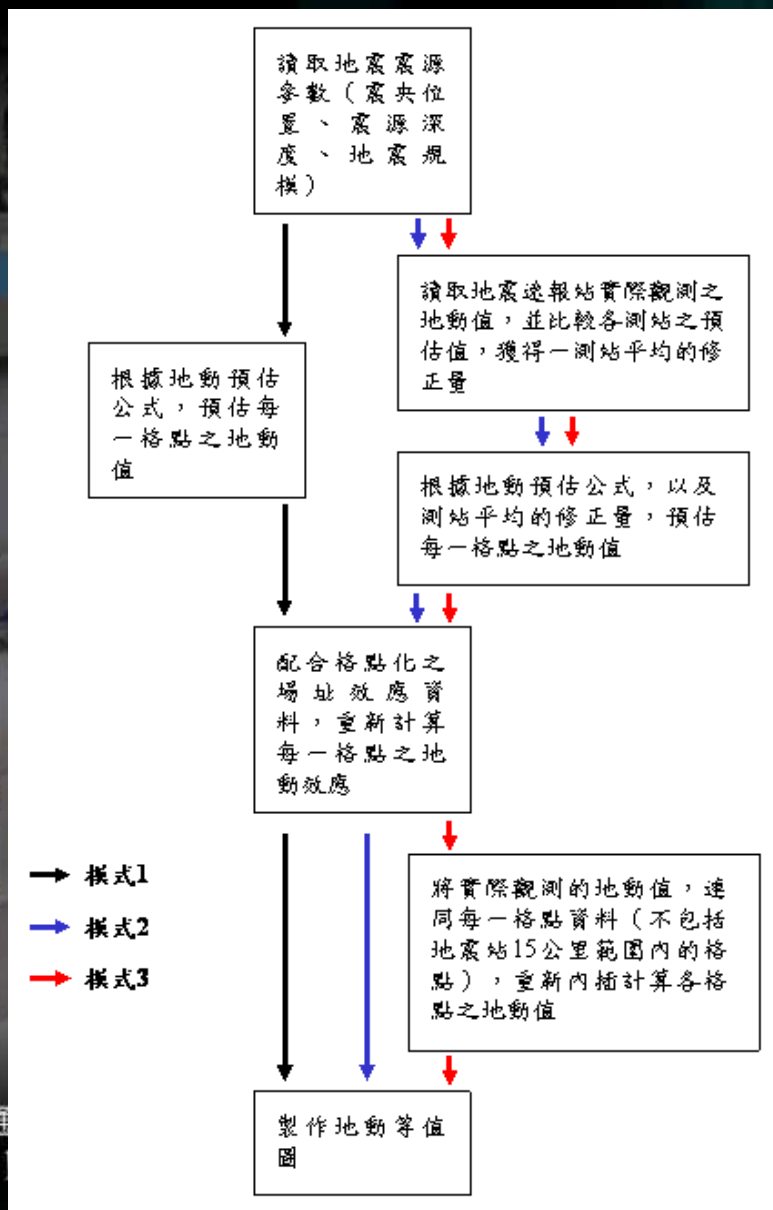 讀取地震震源
參數（震央位
置、震源深
度、地震規
模）
讀取地震速報站實際觀測之
地動值，並比較各測站之預
估值，獲得一測站平均的修
正量
根據地動預估
公式，預估每
一格點之地動
值
根據地動預估公式，以及
測站平均的修正量，預估
每一格點之地動值
配合格點化之
場址效應資
料，重新計算
每一格點之地
動效應
模式1
模式2
模式3
將實際觀測的地動值，連
同每一格點資料（不包括
地震站15公里範圍內的格
點），重新內插計算各格
點之地動值
製作地動等值
圖